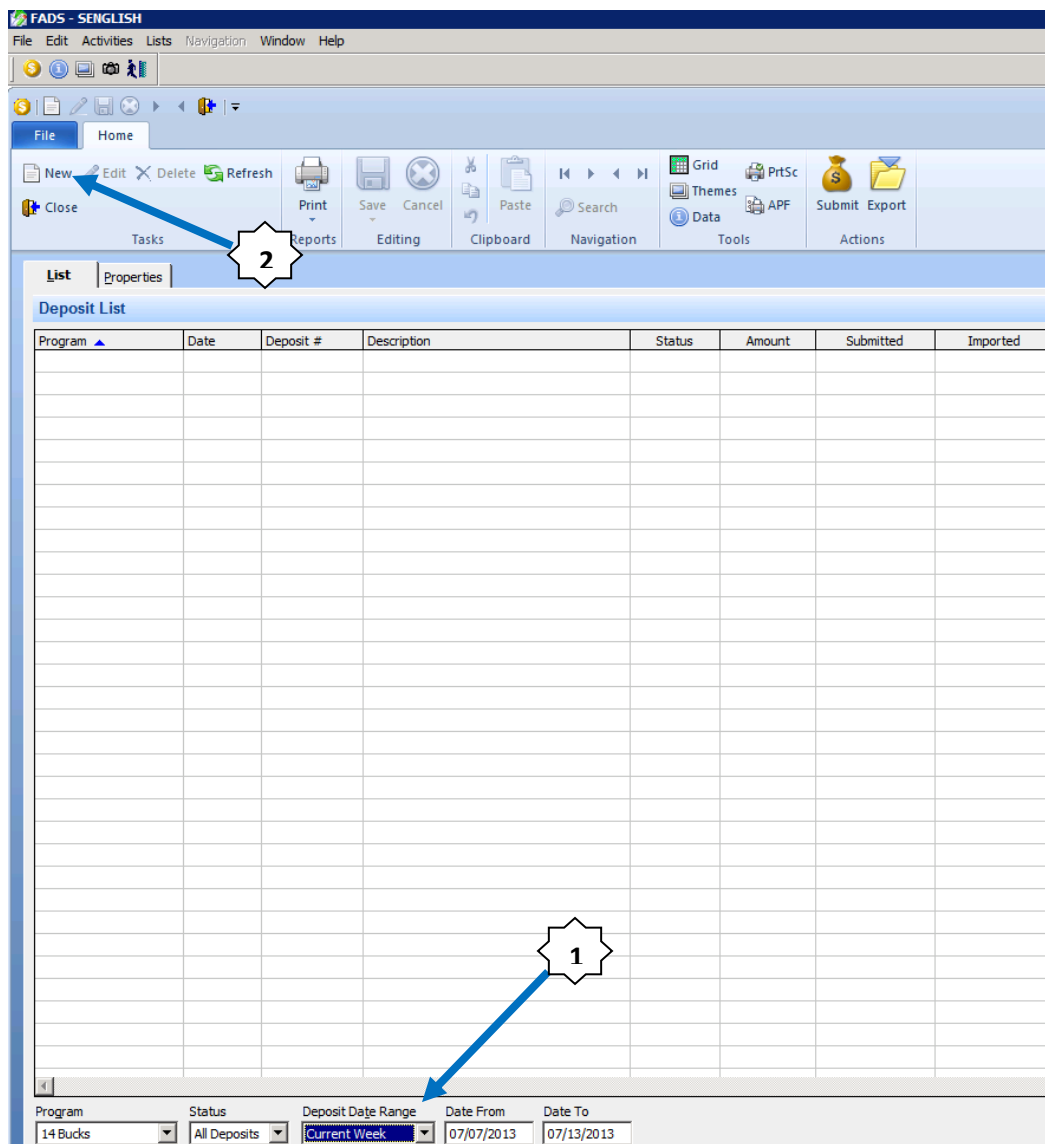 FADS - SENGLISH
File Edit Activities Lists Navigation Window Help
File Home
New Edit Delete Refresh
Close
Tasks
Print
Reports
Save Cancel
Editing
Paste
Clipboard
Search
Navigation
Grid PrtSc
Themes
APF
Data
Tools
Submit Export
Actions
2
List Properties
Deposit List
Program Date Deposit # Description Status Amount Submitted Imported
1
Program Status Deposit Date Range Date From Date To
14 Bucks All Deposits Current Week 07/07/2013 07/13/2013